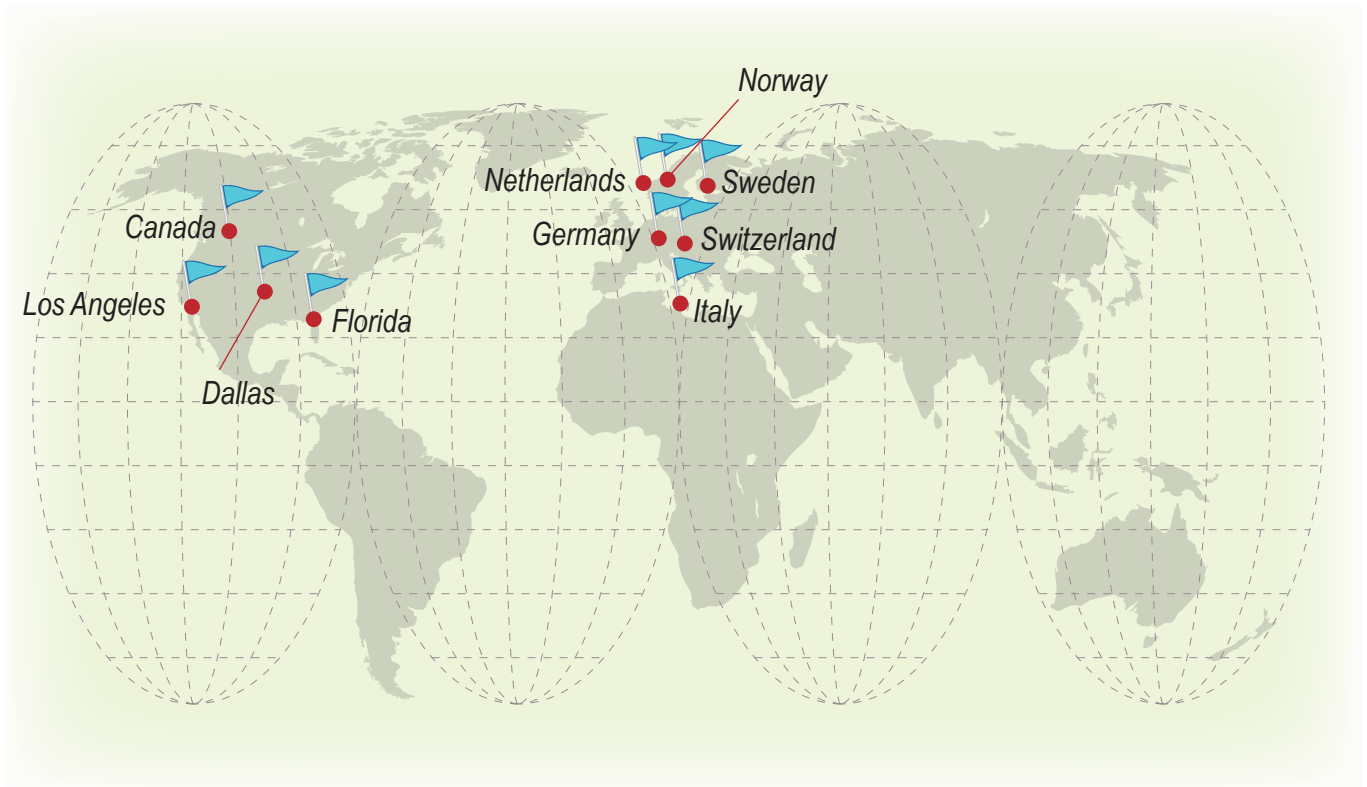 Norway
Netherlands
Sweden
Canada
Germany
Switzerland
Los Angeles
Florida
Italy
Dallas